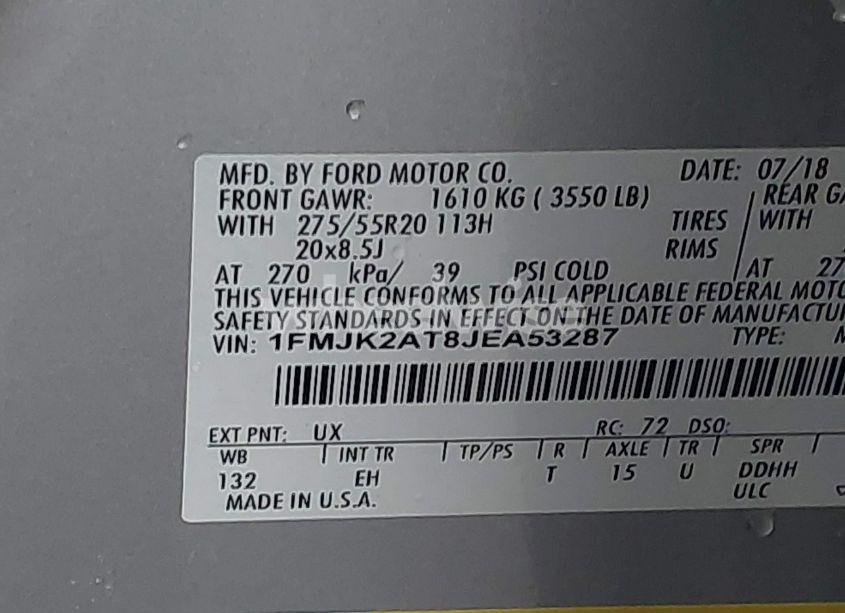 MFD. BY FORD MOTOR CO. DATE: 07/18
FRONT GAWR: 1610 KG ( 3550 LB) REAR GA
WITH 275/55R20 113H TIRES WITH
20x8.5J RIMS
AT 270 kPa/ 39 PSI COLD AT 27
THIS VEHICLE CONFORMS TO ALL APPLICABLE FEDERAL MOTO
SAFETY STANDARDS IN EFFECT ON THE DATE OF MANUFACTU
VIN: 1FMJK2AT8JEA53287 TYPE: M
EXT PNT: UX RC: 72 DSO:
WB INT TR TP/PS R AXLE TR SPR
132 EH T 15 U DDHH
MADE IN U.S.A. ULC